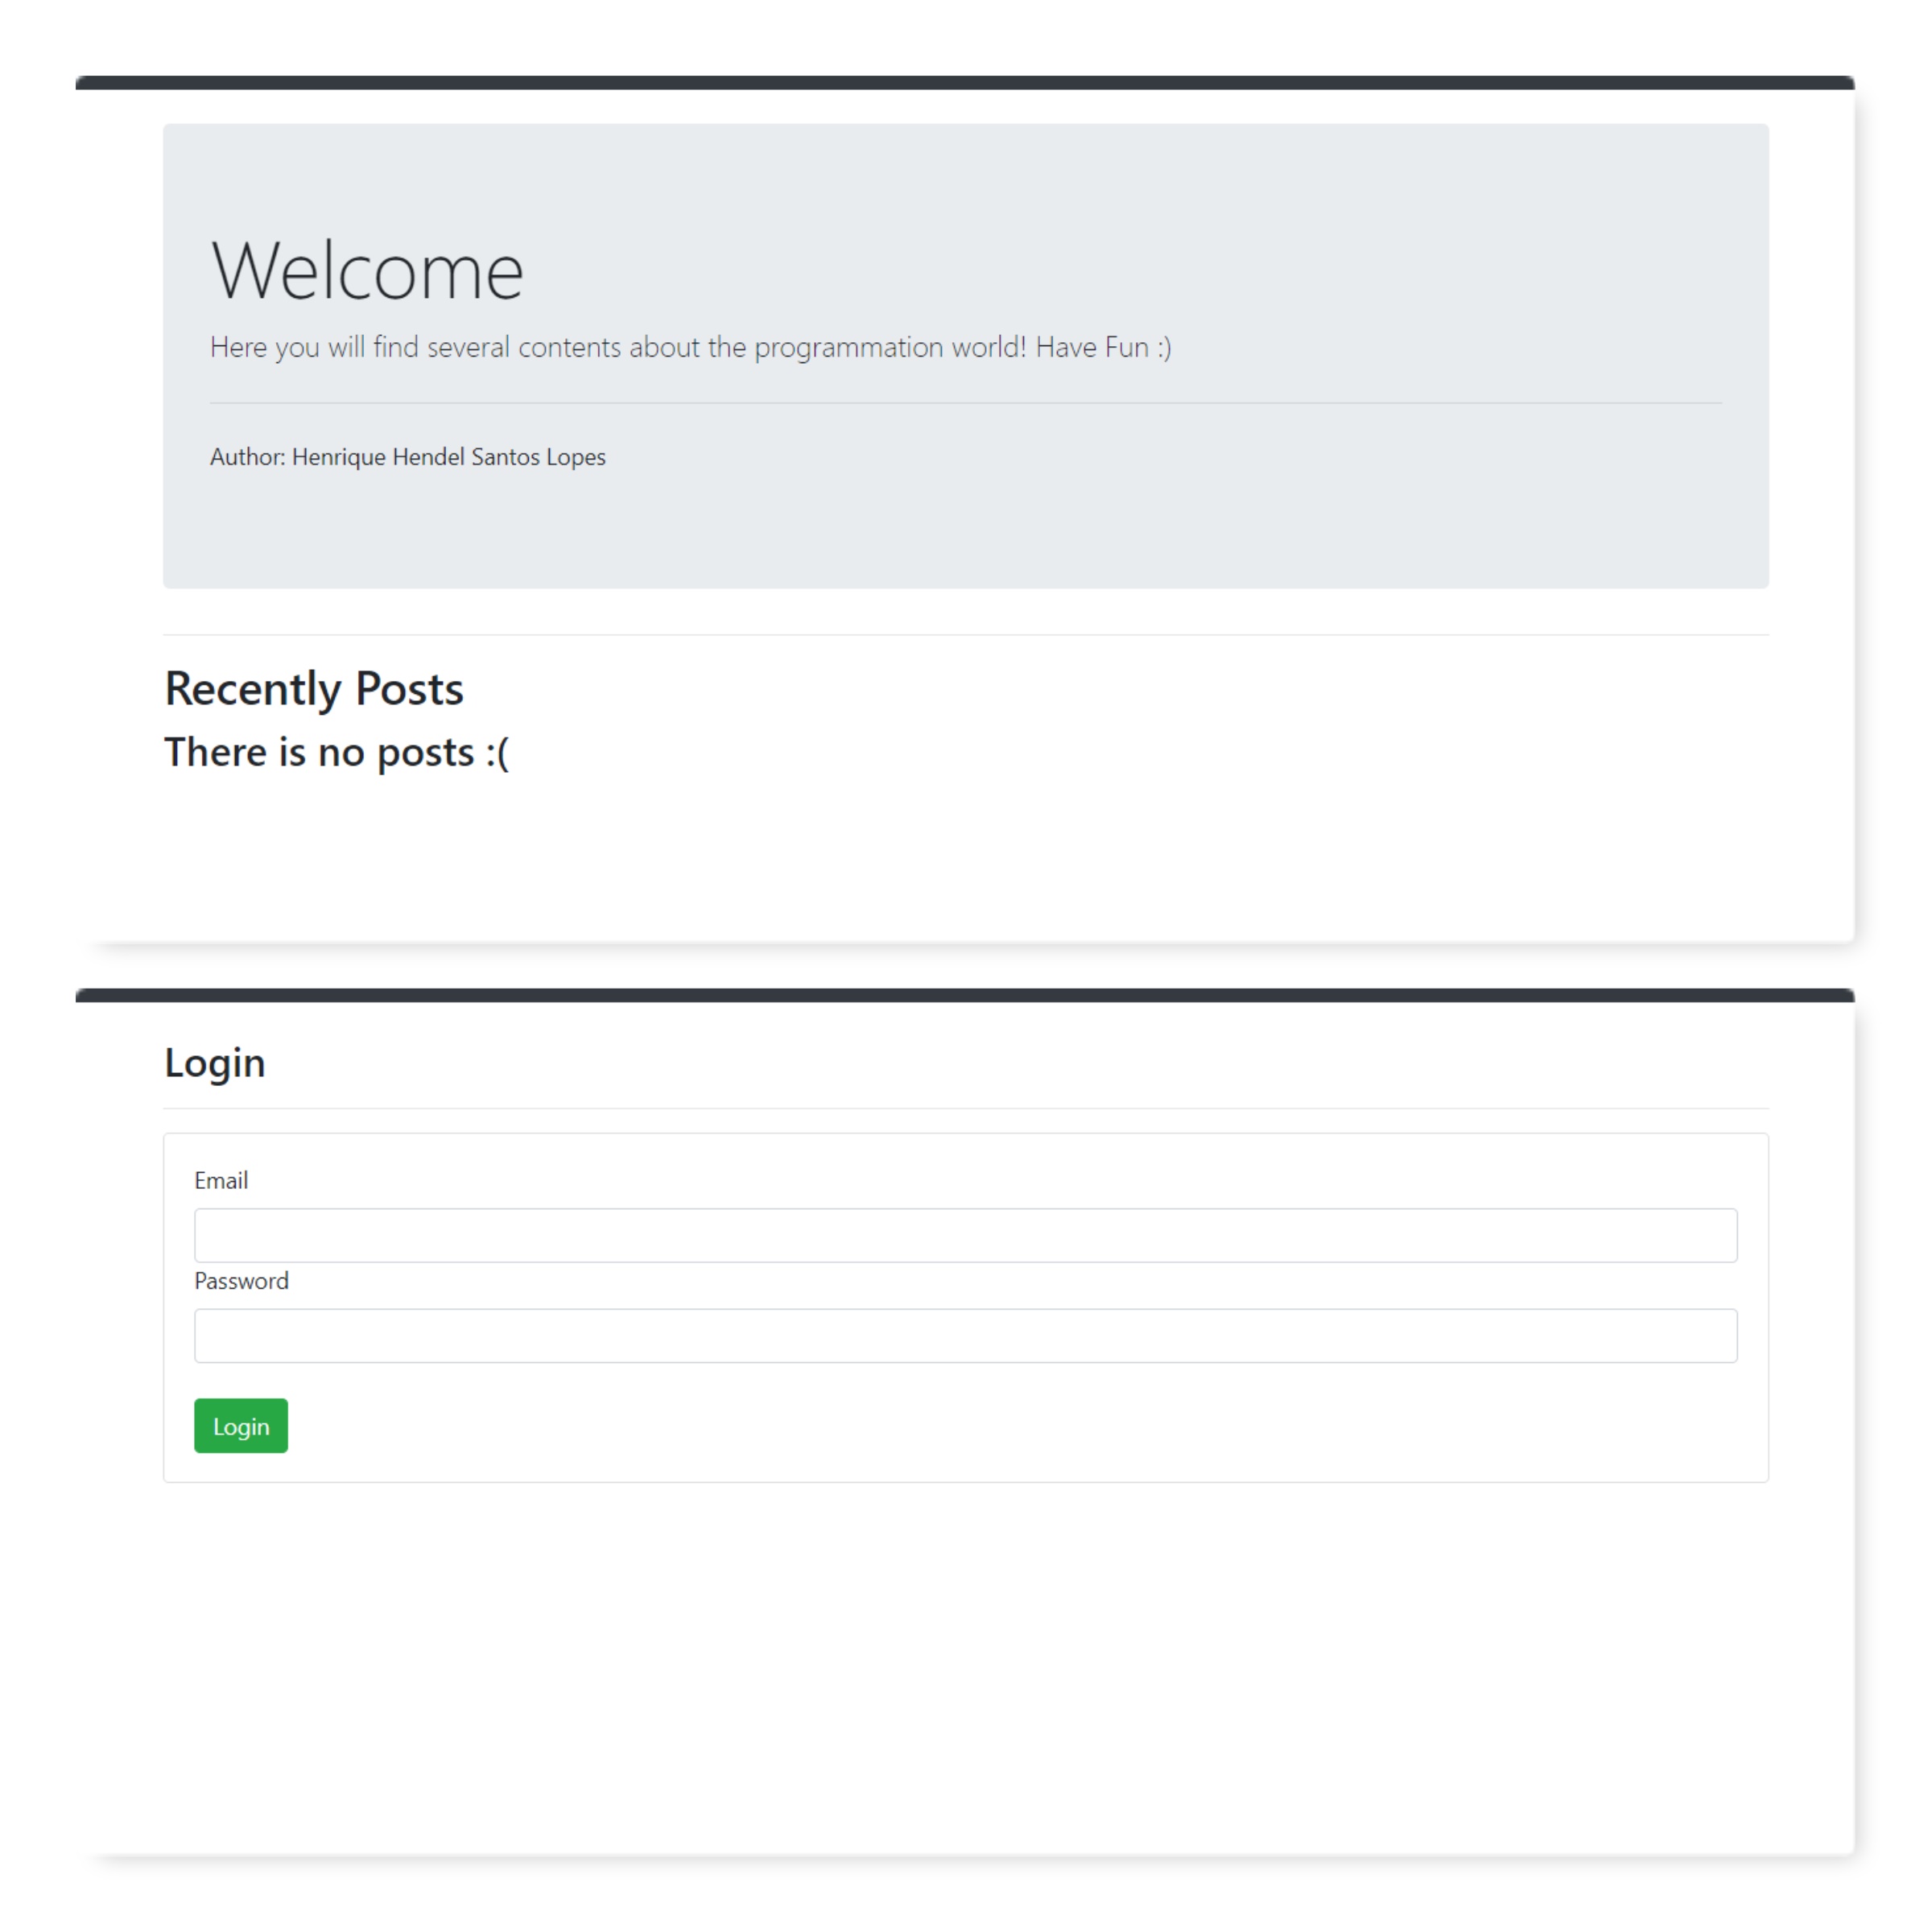 Welcome
Here you will find several contents about the programmation world! Have Fun :)
Author: Henrique Hendel Santos Lopes
Recently Posts
There is no posts :(
Login
Email
Password
Login